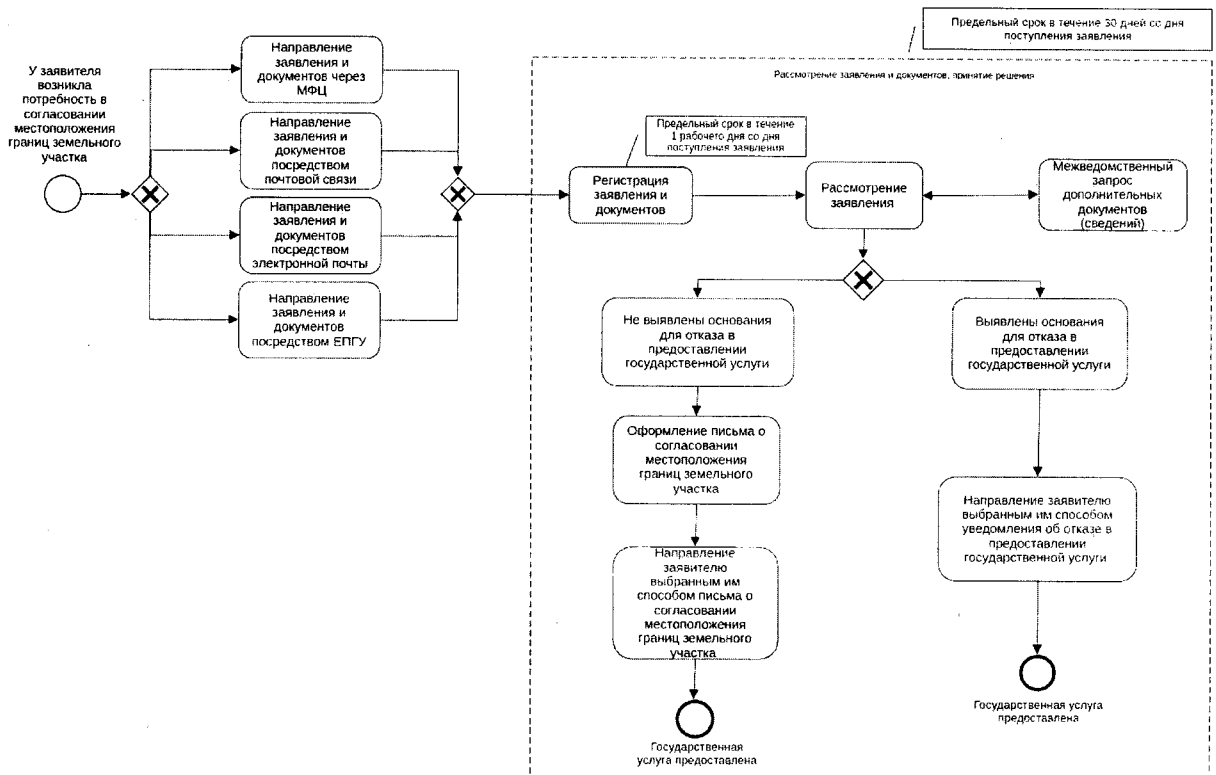 Предельный срок в течение 30 дней со дня
поступления заявления
У заявителя
возникла
потребность в
согласовании
местоположения
границ земельного
участка
Направление
заявления и
документов через
МФЦ
Направление
заявления и
документов
посредством
почтовой связи
Направление
заявления и
документов
посредством
электронной почты
Направление
заявления и
документов
посредством ЕПГУ
Рассмотрение заявления и документов, принятие решения
Предельный срок в течение
1 рабочего дня со дня
поступления заявления
Регистрация
заявления и
документов
Рассмотрение
заявления
Межведомственный
запрос
дополнительных
документов
(сведений)
Не выявлены основания
для отказа в
предоставлении
государственной услуги
Выявлены основания
для отказа в
предоставлении
государственной услуги
Оформление письма о
согласовании
местоположения
границ земельного
участка
Направление заявителю
выбранным им способом
уведомления об отказе в
предоставлении
государственной услуги
Направление
заявителю
выбранным им
способом письма о
согласовании
местоположения
границ земельного
участка
Государственная услуга
предоставлена
Государственная
услуга предоставлена